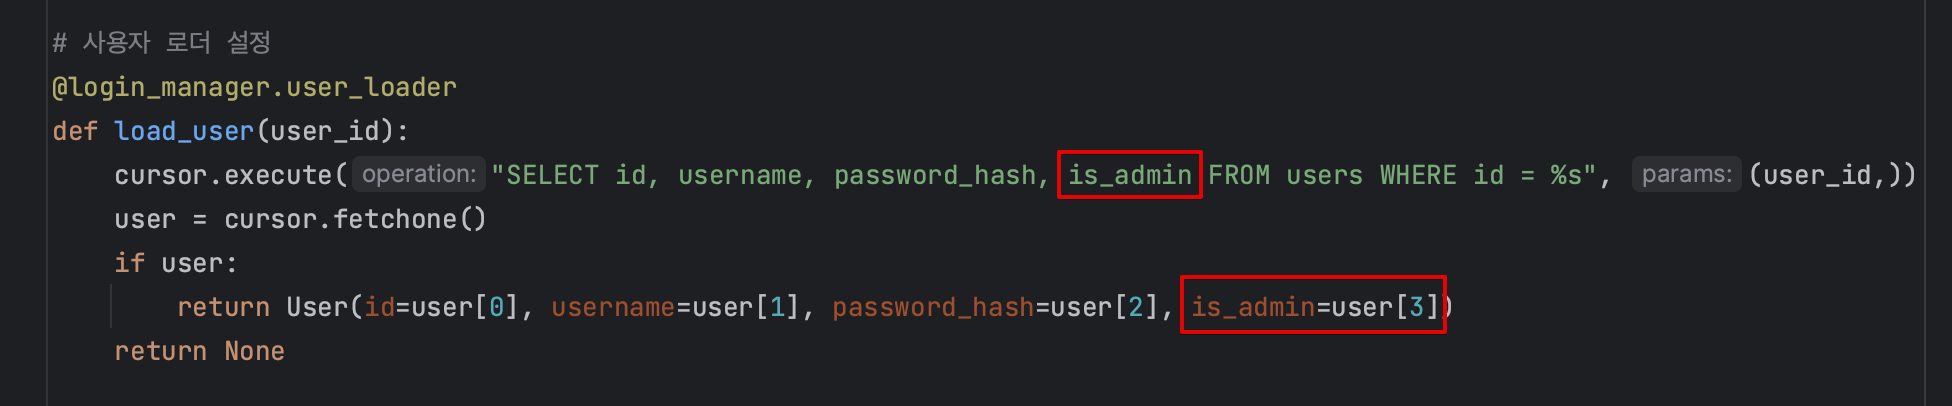 # 사용자 로더 설정
@login_manager.user_loader
def load_user(user_id):
    cursor.execute( operation: "SELECT id, username, password_hash, is_admin FROM users WHERE id = %s", params: (user_id,))
    user = cursor.fetchone()
    if user:
        return User(id=user[0], username=user[1], password_hash=user[2], is_admin=user[3])
    return None